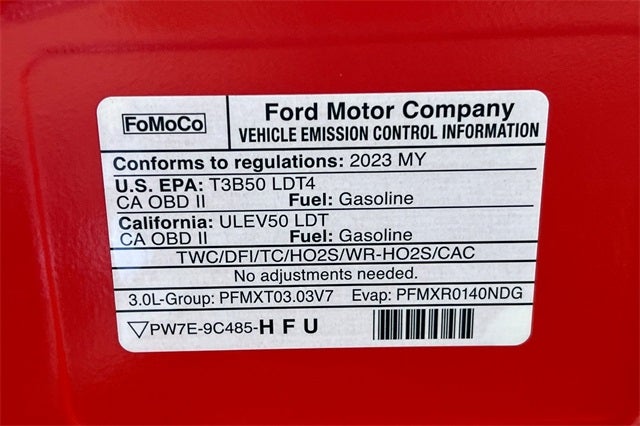 FoMoCo
Ford Motor Company
VEHICLE EMISSION CONTROL INFORMATION
Conforms to regulations: 2023 MY
U.S. EPA: T3B50 LDT4
CA OBD II Fuel: Gasoline
California: ULEV50 LDT
CA OBD II Fuel: Gasoline
TWC/DFI/TC/HO2S/WR-HO2S/CAC
No adjustments needed.
3.0L-Group: PFMXT03.03V7 Evap: PFMXR0140NDG
▽PW7E-9C485-HFU